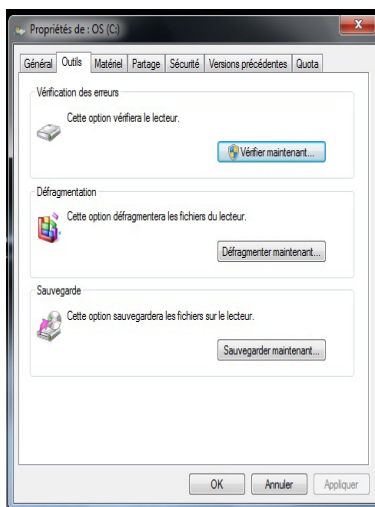 Propriétés de : OS (C:)
Général Outils Matériel Partage Sécurité Versions précédentes Quota
Vérification des erreurs
Cette option vérifiera le lecteur.
Vérifier maintenant...
Défragmentation
Cette option défragmentera les fichiers du lecteur.
Défragmenter maintenant...
Sauvegarde
Cette option sauvegardera les fichiers sur le lecteur.
Sauvegarder maintenant...
OK Annuler Appliquer